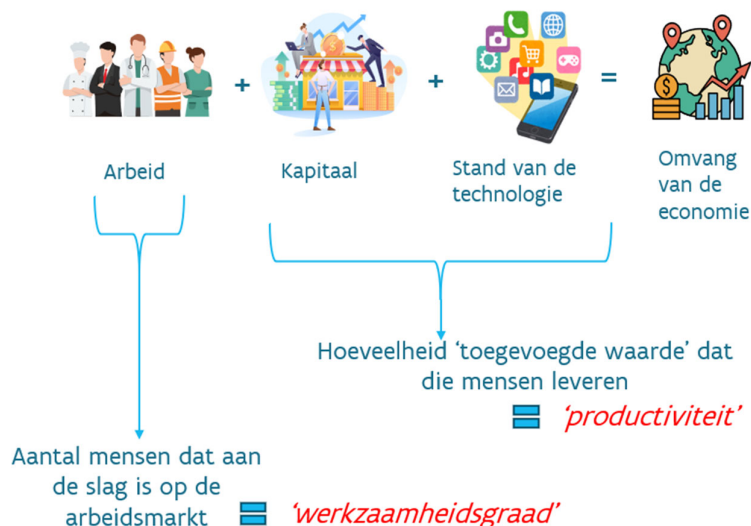 +
+
=
Arbeid
Kapitaal
Stand van de
technologie
Omvang
van de
economie
Hoeveelheid ‘toegevoegde waarde’ dat
die mensen leveren
= ‘productiviteit’
Aantal mensen dat aan
de slag is op de
arbeidsmarkt
= ‘werkzaamheidsgraad’